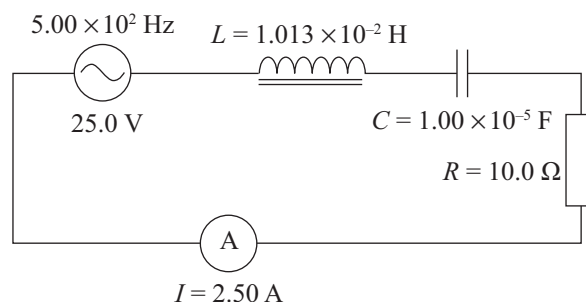 5.00 ×10² Hz
L = 1.013 ×10⁻² H
25.0 V
C = 1.00 ×10⁻⁵ F
R = 10.0 Ω
A
I = 2.50 A